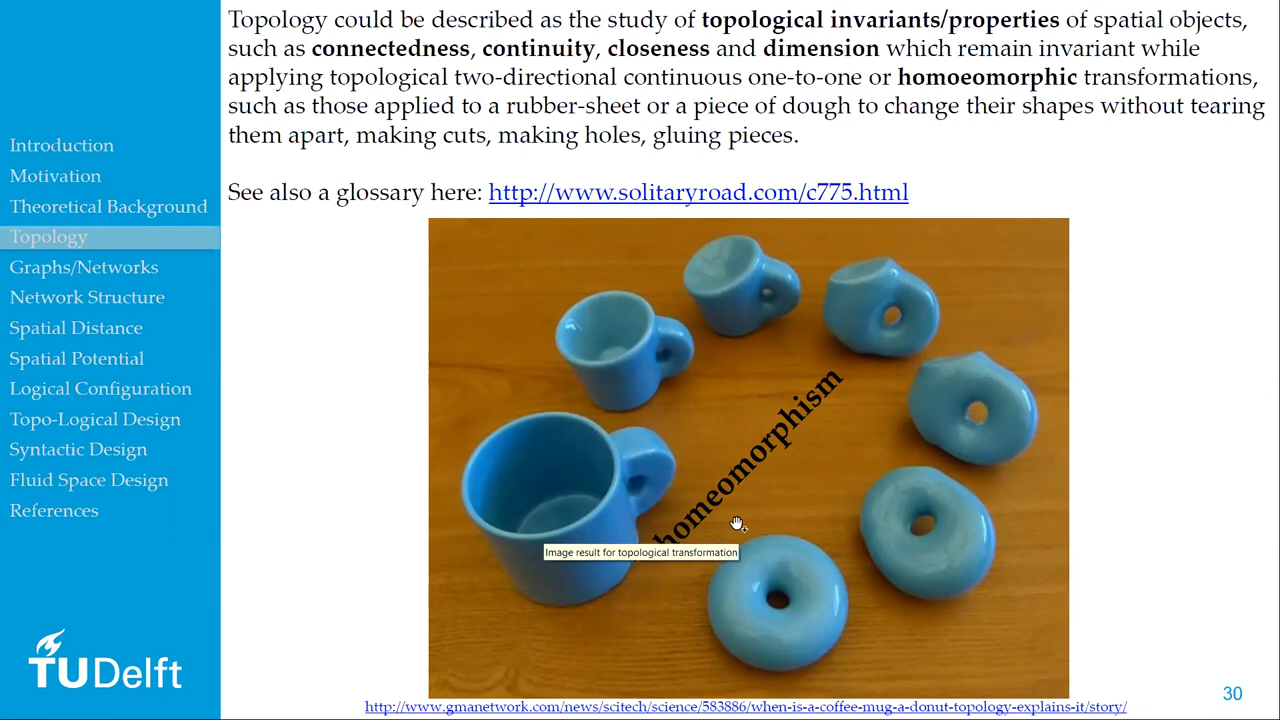 Topology could be described as the study of topological invariants/properties of spatial objects,
such as connectedness, continuity, closeness and dimension which remain invariant while
applying topological two-directional continuous one-to-one or homoeomorphic transformations,
such as those applied to a rubber-sheet or a piece of dough to change their shapes without tearing
them apart, making cuts, making holes, gluing pieces.
See also a glossary here: http://www.solitaryroad.com/c775.html
Introduction
Motivation
Theoretical Background
Topology
Graphs/Networks
Network Structure
Spatial Distance
Spatial Potential
Logical Configuration
Topo-Logical Design
Syntactic Design
Fluid Space Design
References
homeomorphism
Image result for topological transformation
TUDelft
30
http://www.gmanetwork.com/news/scitech/science/583886/when-is-a-coffee-mug-a-donut-topology-explains-it/story/